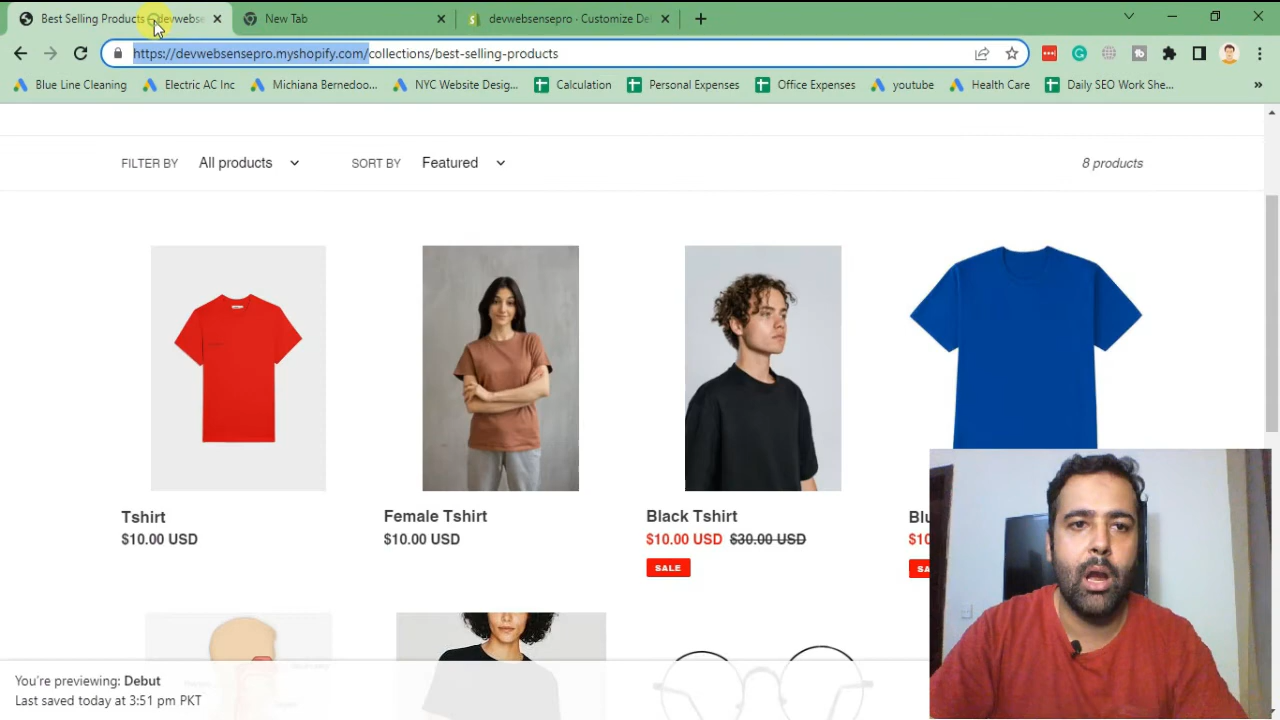 Best Selling Products
New Tab
devwebsensepro · Customize De
https://devwebsensepro.myshopify.com/collections/best-selling-products
Blue Line Cleaning
Electric AC Inc
Michiana Bernedoo...
NYC Website Desig...
Calculation
Personal Expenses
Office Expenses
youtube
Health Care
Daily SEO Work She...
»
FILTER BY All products
SORT BY Featured
8 products
Tshirt
$10.00 USD
Female Tshirt
$10.00 USD
Black Tshirt
$10.00 USD $30.00 USD
SALE
You're previewing: Debut
Last saved today at 3:51 pm PKT